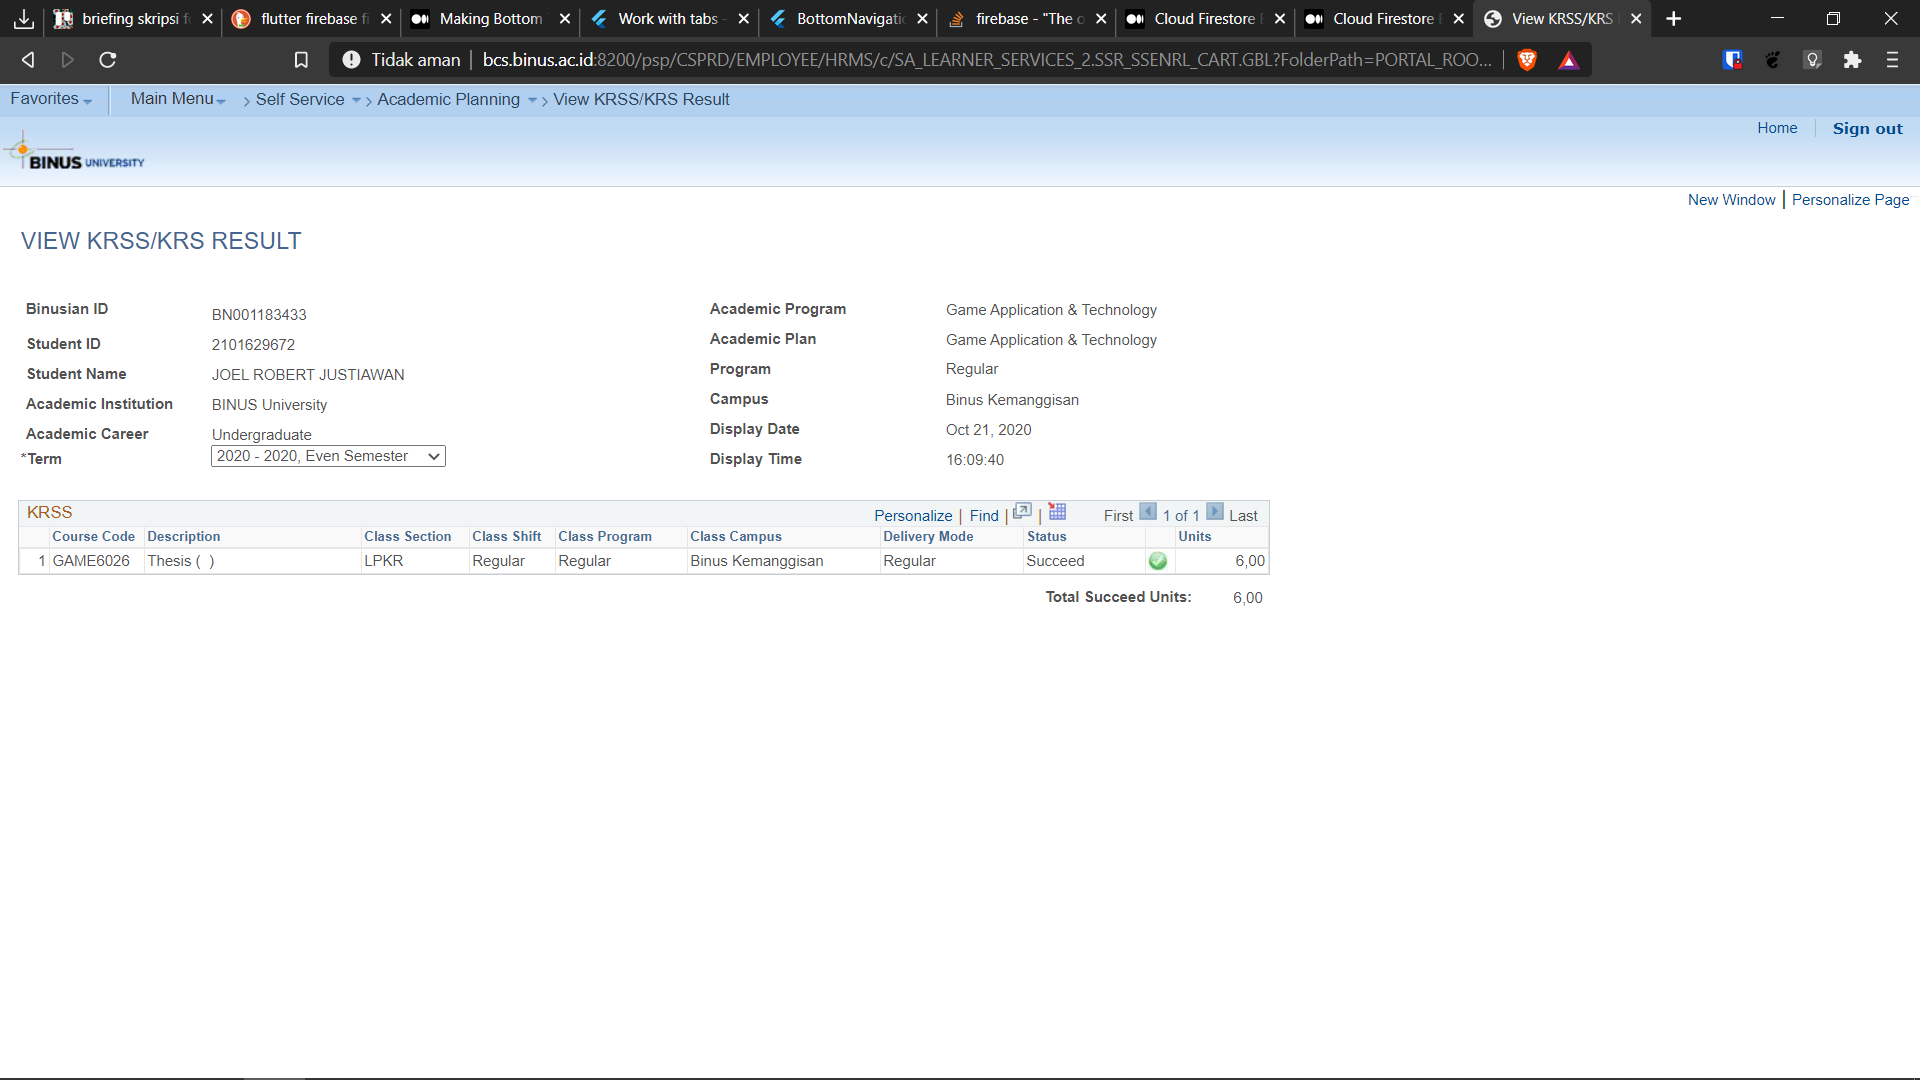 briefing skripsi f
flutter firebase fi
Making Bottom
Work with tabs -
BottomNavigati
firebase - "The o
Cloud Firestore
Cloud Firestore
View KRSS/KRS
Tidak aman
bcs.binus.ac.id:8200/psp/CSPRD/EMPLOYEE/HRMS/c/SA_LEARNER_SERVICES_2.SSR_SSENRL_CART.GBL?FolderPath=PORTAL_ROO...
Favorites Main Menu > Self Service > Academic Planning > View KRSS/KRS Result
Home Sign out
BINUS UNIVERSITY
New Window | Personalize Page
VIEW KRSS/KRS RESULT
Binusian ID BN001183433 Academic Program Game Application & Technology
Student ID 2101629672 Academic Plan Game Application & Technology
Student Name JOEL ROBERT JUSTIAWAN Program Regular
Academic Institution BINUS University Campus Binus Kemanggisan
Academic Career Undergraduate Display Date Oct 21, 2020
*Term 2020 - 2020, Even Semester Display Time 16:09:40
KRSS Personalize | Find | | First 1 of 1 Last
Course Code Description Class Section Class Shift Class Program Class Campus Delivery Mode Status Units
1 GAME6026 Thesis ( ) LPKR Regular Regular Binus Kemanggisan Regular Succeed 6,00
Total Succeed Units: 6,00